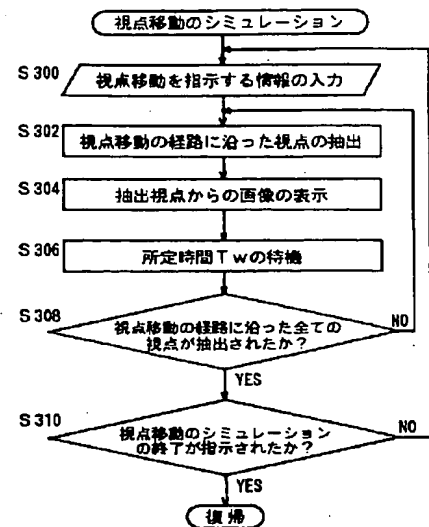 視点移動のシミュレーション
S300
視点移動を指示する情報の入力
S302
視点移動の経路に沿った視点の抽出
S304
抽出視点からの画像の表示
S306
所定時間Twの待機
S308
視点移動の経路に沿った全ての
視点が抽出されたか?
NO
YES
S310
視点移動のシミュレーション
の終了が指示されたか?
NO
YES
復帰